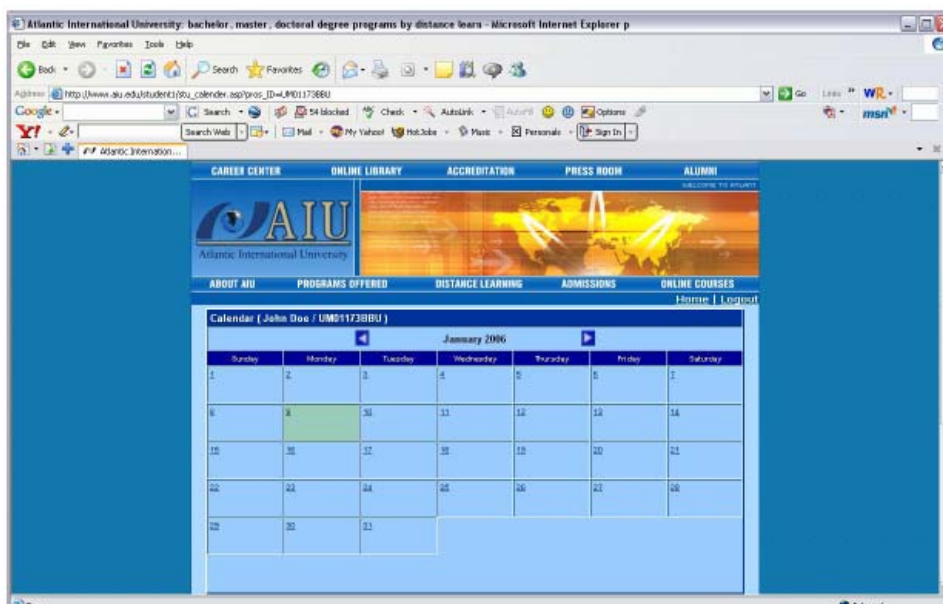 Atlantic International University: bachelor, master, doctoral degree programs by distance learn - Microsoft Internet Explorer p
File Edit View Favorites Tools Help
Back Search Favorites
Address http://www.aiu.edu/student1/stu_calender.asp?pros_ID=UM01173BBU Go Links WR
Google Search 54 blocked Check AutoLink Options msn
Y! Search Web Mail My Yahoo! HotJobs Music Personals Sign In
Atlantic Internation...
CAREER CENTER ONLINE LIBRARY ACCREDITATION PRESS ROOM ALUMNI
WELCOME TO ATLANT
AIU
Atlantic International University
ABOUT AIU PROGRAMS OFFERED DISTANCE LEARNING ADMISSIONS ONLINE COURSES
Home | Logout
Calendar ( John Doe / UM01173BBU )
January 2006
Sunday Monday Tuesday Wednesday Thursday Friday Saturday
1 2 3 4 5 6 7
8 9 10 11 12 13 14
15 16 17 18 19 20 21
22 23 24 25 26 27 28
29 30 31